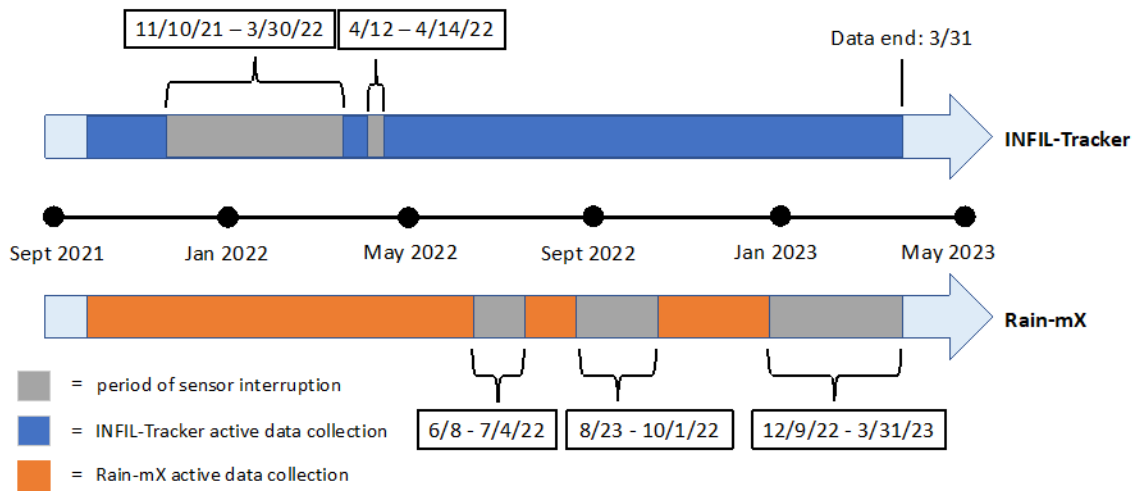 11/10/21 – 3/30/22
4/12 – 4/14/22
Data end: 3/31
INFIL-Tracker
Sept 2021
Jan 2022
May 2022
Sept 2022
Jan 2023
May 2023
Rain-mX
= period of sensor interruption
= INFIL-Tracker active data collection
= Rain-mX active data collection
6/8 - 7/4/22
8/23 - 10/1/22
12/9/22 - 3/31/23